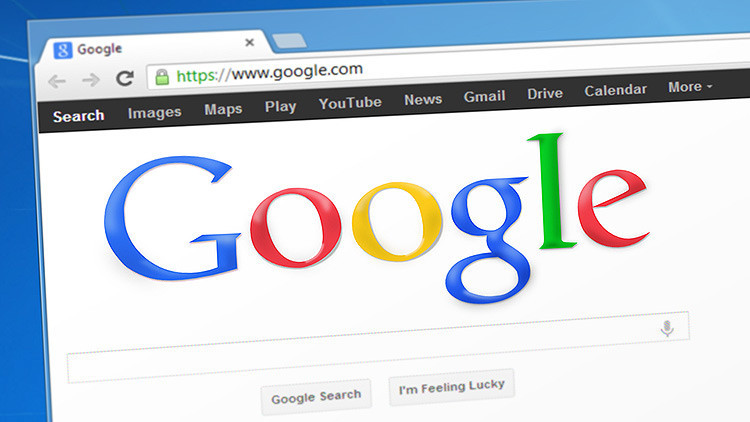 Google
https://www.google.com
Search Images Maps Play YouTube News Gmail Drive Calendar More
Google
Google Search I'm Feeling Lucky